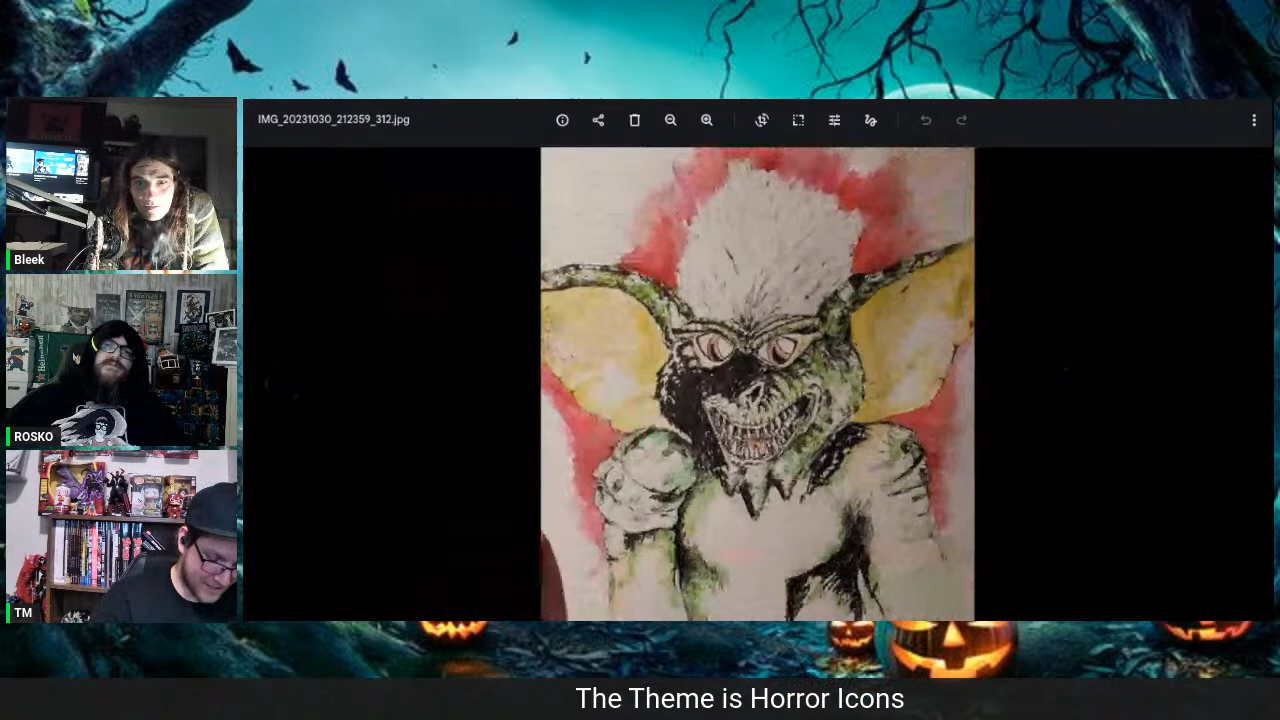 IMG_20231030_212359_312.jpg
Bleek
ROSKO
TM
The Theme is Horror Icons